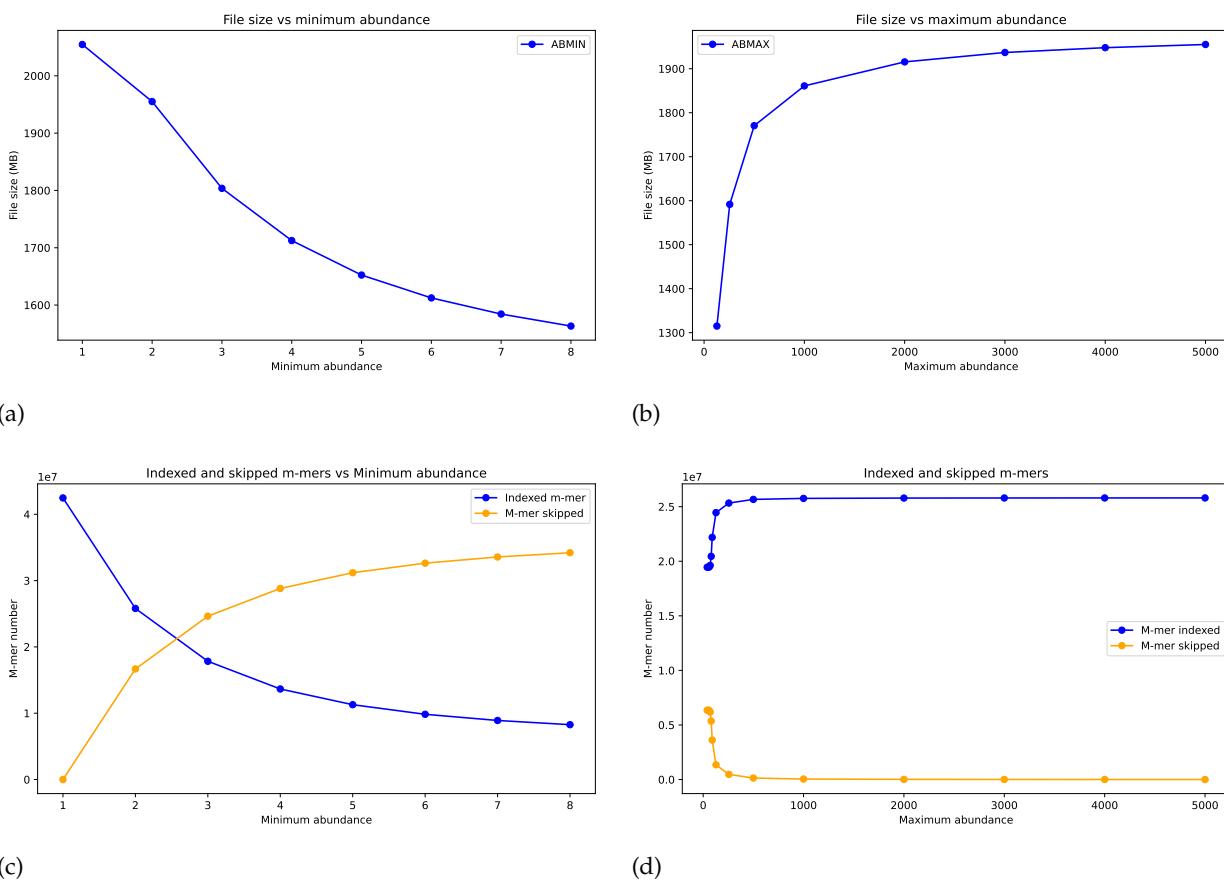 File size vs minimum abundance
ABMIN
File size (MB)
2000
1900
1800
1700
1600
1 2 3 4 5 6 7 8
Minimum abundance
(a)
File size vs maximum abundance
ABMAX
File size (MB)
1900
1800
1700
1600
1500
1400
1300
0 1000 2000 3000 4000 5000
Maximum abundance
(b)
Indexed and skipped m-mers vs Minimum abundance
1e7
Indexed m-mer
M-mer skipped
M-mer number
4
3
2
1
0
1 2 3 4 5 6 7 8
Minimum abundance
(c)
Indexed and skipped m-mers
1e7
M-mer indexed
M-mer skipped
M-mer number
2.5
2.0
1.5
1.0
0.5
0.0
0 1000 2000 3000 4000 5000
Maximum abundance
(d)